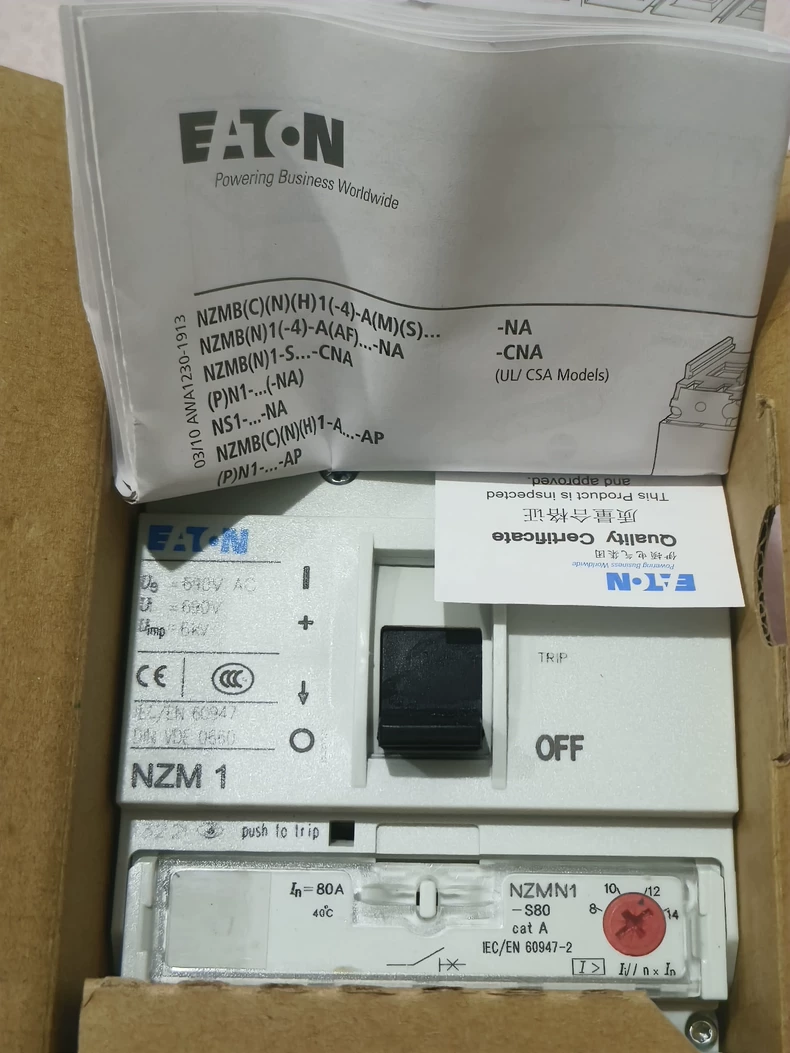 EATON
Powering Business Worldwide
03/10 AWA1230-1913
NZMB(C)(N)(H)1(-4)-A(M)(S)...
NZMB(N)1(-4)-A(AF)...-NA
NZMB(N)1-S...-CNA
(P)N1-...(-NA)
NS1-...-NA
NZMB(C)(N)(H)1-A...-AP
(P)N1-...-AP
-NA
-CNA
(UL/ CSA Models)
EATON
Powering Business Worldwide
伊顿电气集团
Quality Certificate
质量合格证
This Product is inspected
and approved.
EATON
Ue = 690V AC
Ui = 690V
Uimp = 6kV
CE
CCC
IEC/EN 60947
DIN VDE 0660
NZM 1
I
+
TRIP
OFF
push to trip
In = 80A
40°C
NZMN1
-S80
cat A
IEC/EN 60947-2
8 10 12 14
I >
Ii// n x In